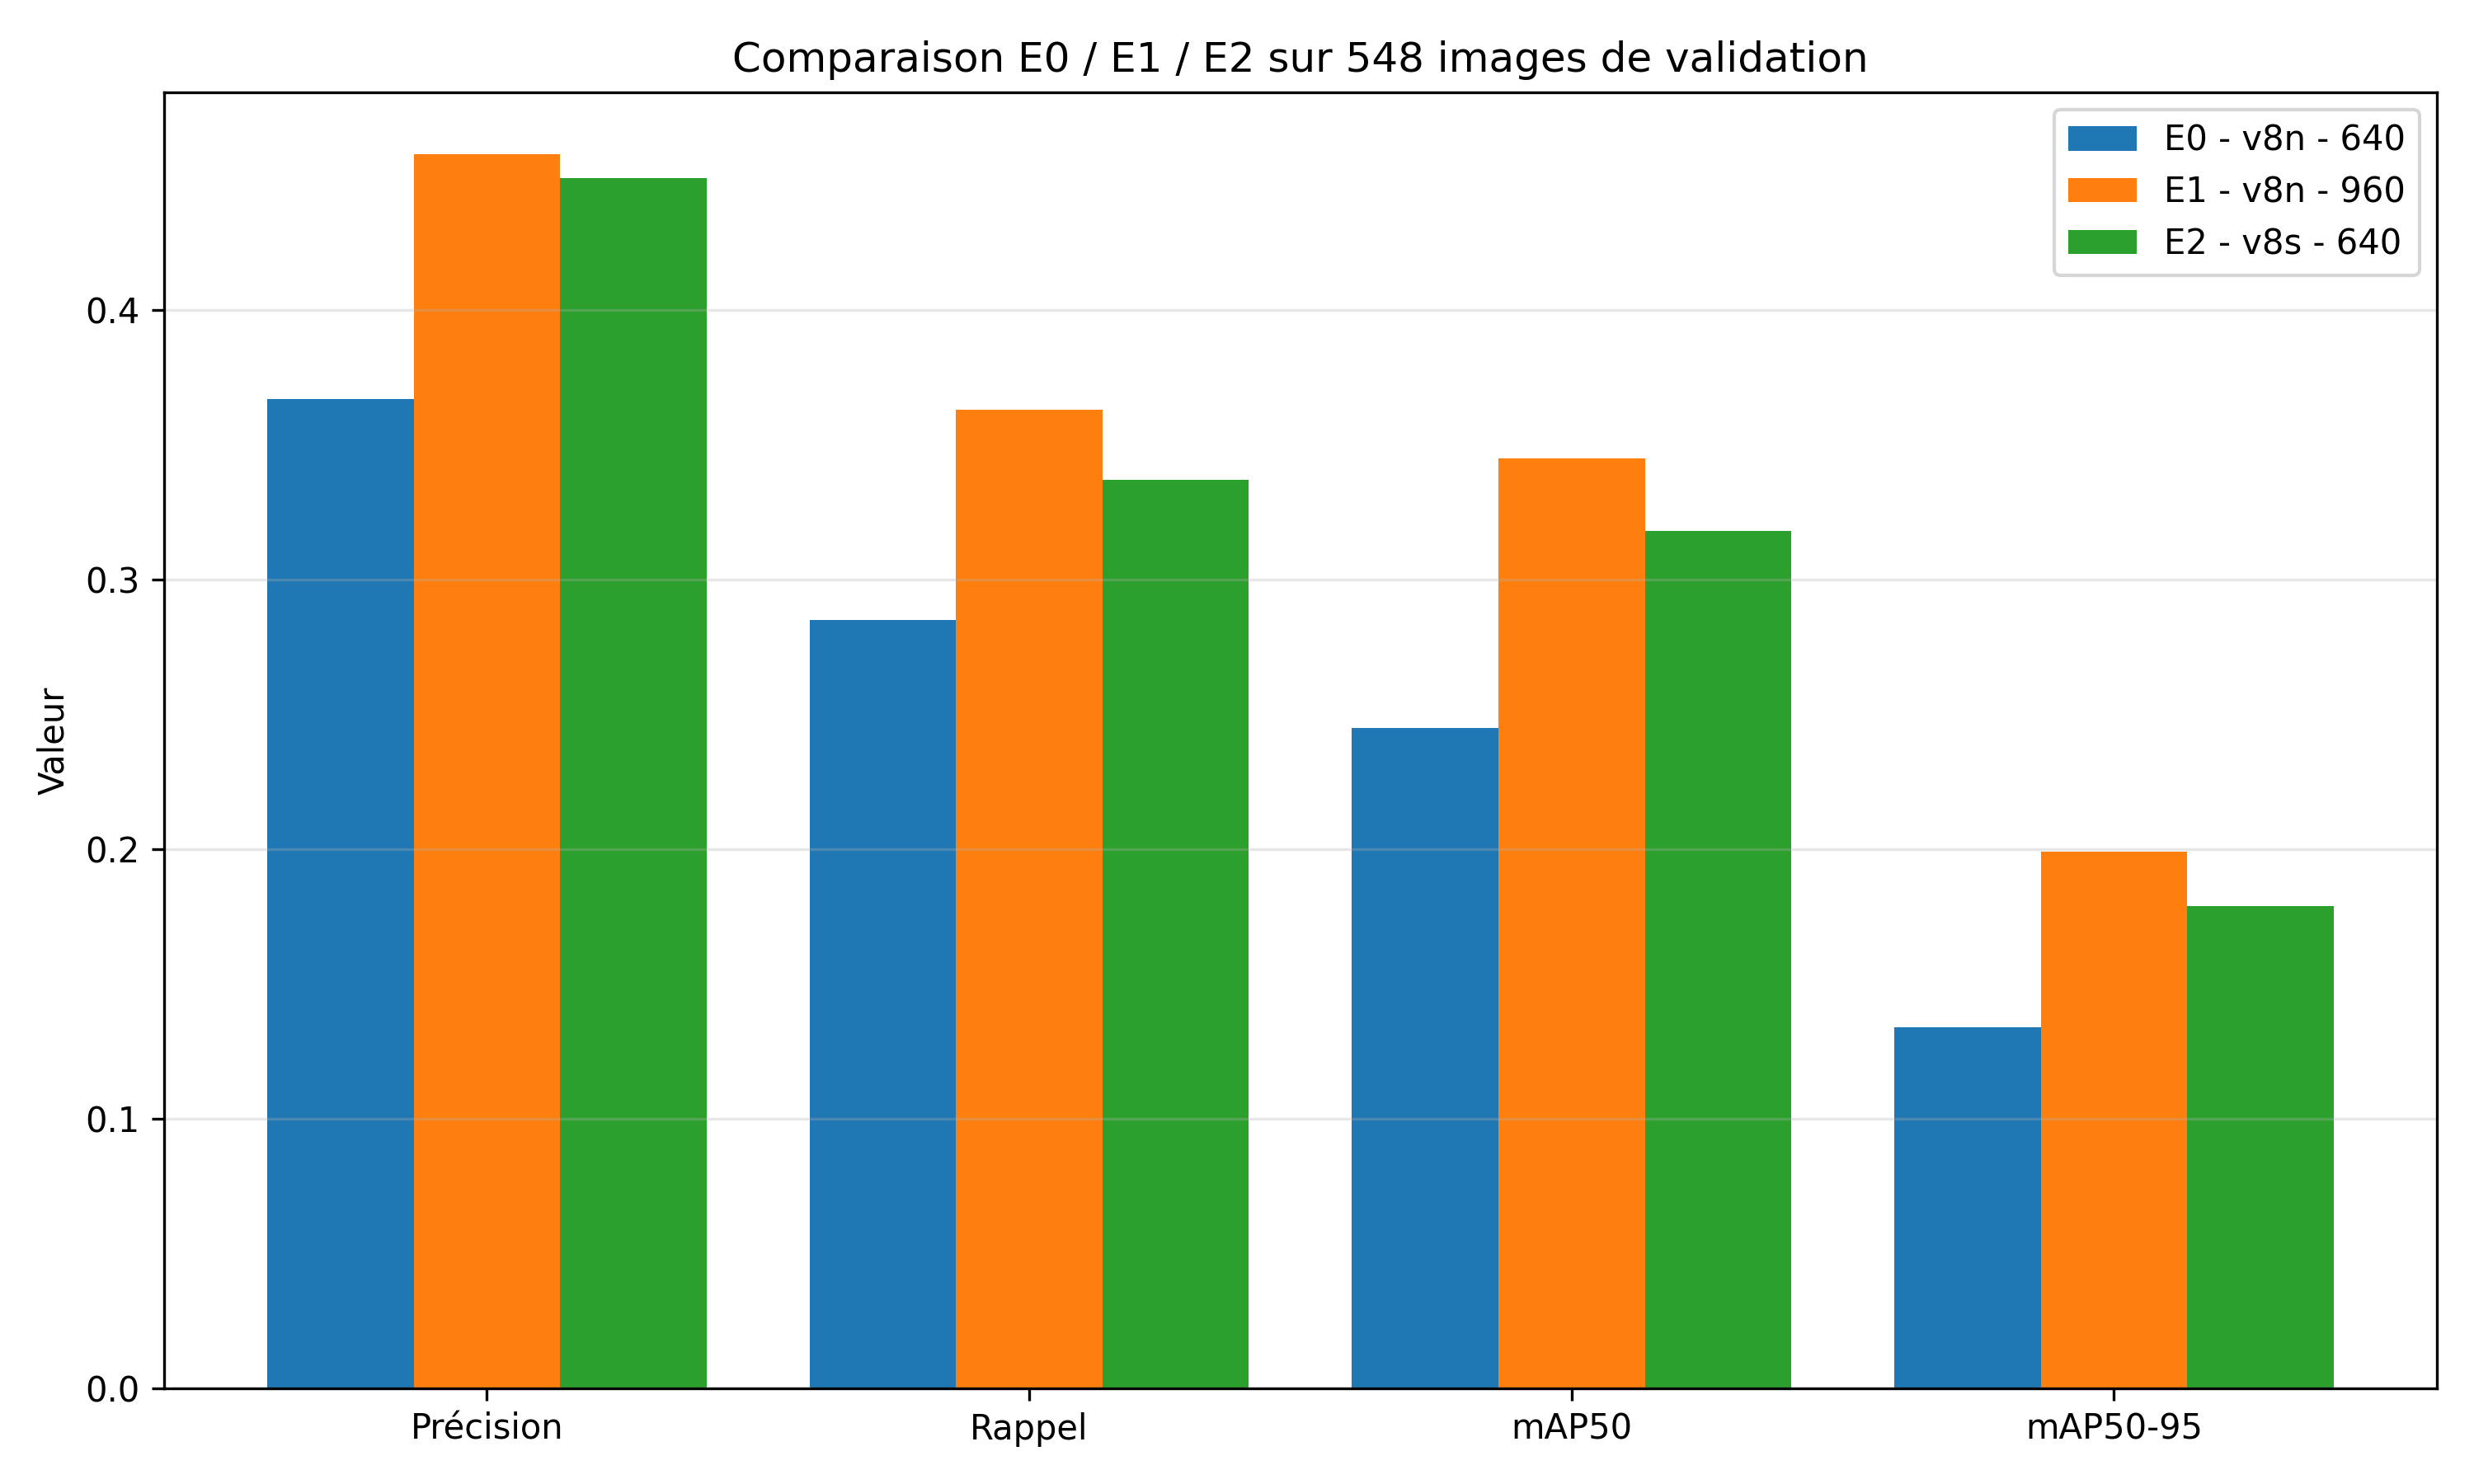 Comparaison E0 / E1 / E2 sur 548 images de validation
E0 - v8n - 640
E1 - v8n - 960
E2 - v8s - 640
Valeur
0.4
0.3
0.2
0.1
0.0
Précision
Rappel
mAP50
mAP50-95